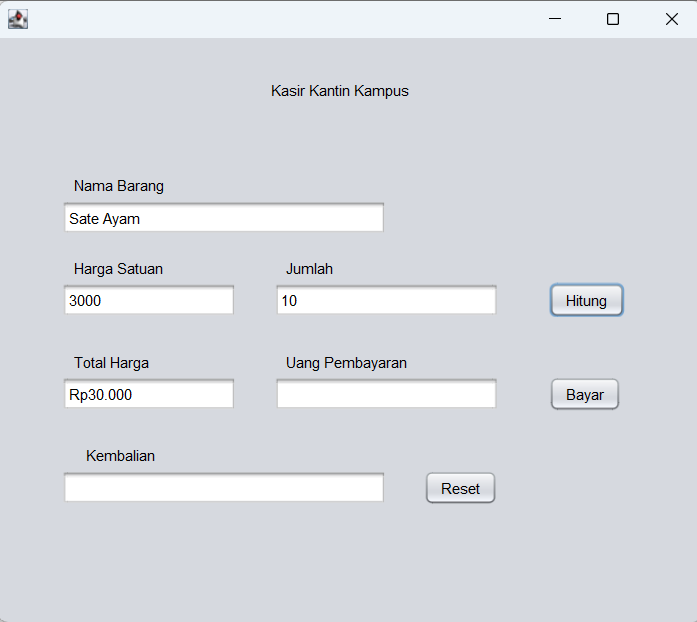 Kasir Kantin Kampus
Nama Barang
Sate Ayam
Harga Satuan Jumlah
3000 10 Hitung
Total Harga Uang Pembayaran
Rp30.000 Bayar
Kembalian
Reset